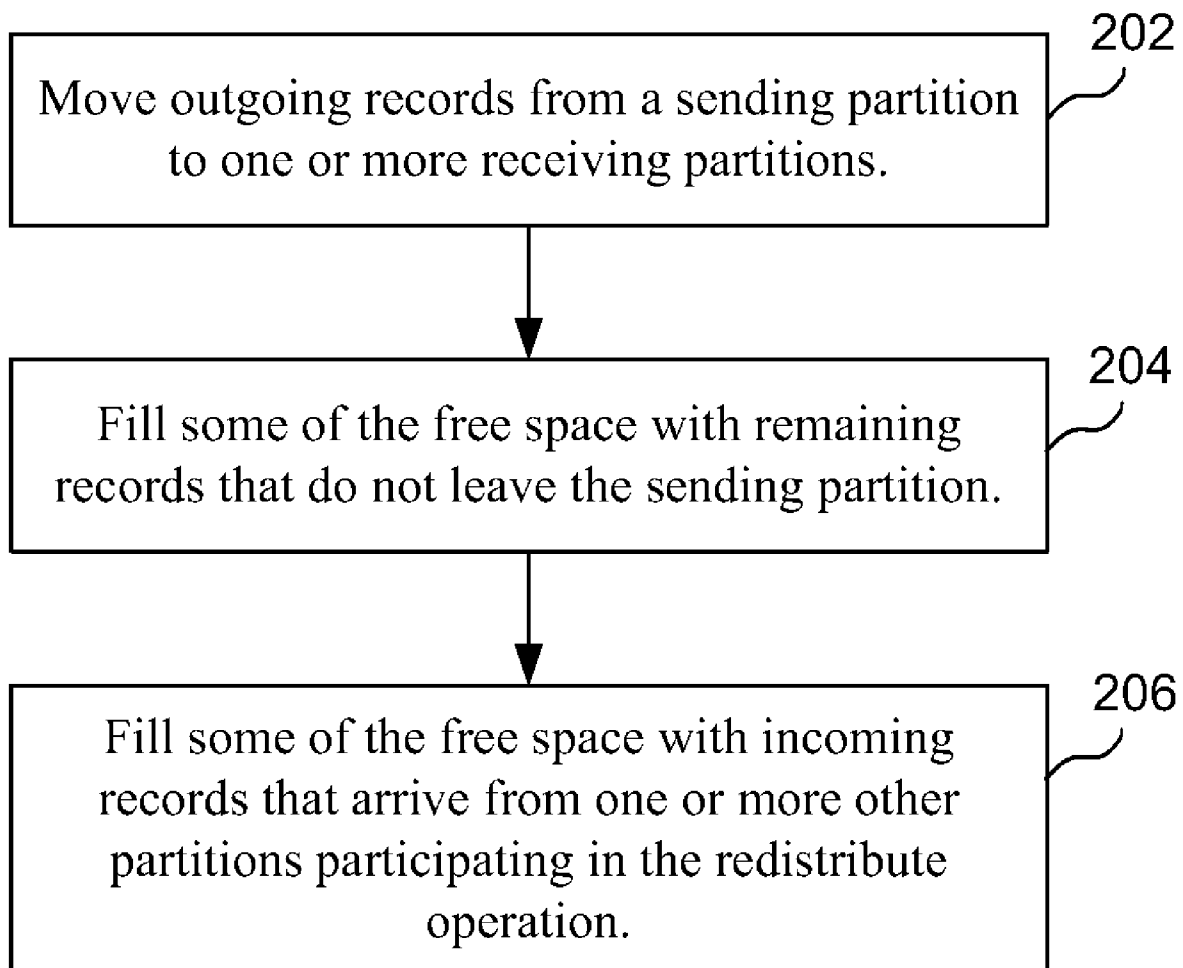 202
Move outgoing records from a sending partition
to one or more receiving partitions.
204
Fill some of the free space with remaining
records that do not leave the sending partition.
206
Fill some of the free space with incoming
records that arrive from one or more other
partitions participating in the redistribute
operation.